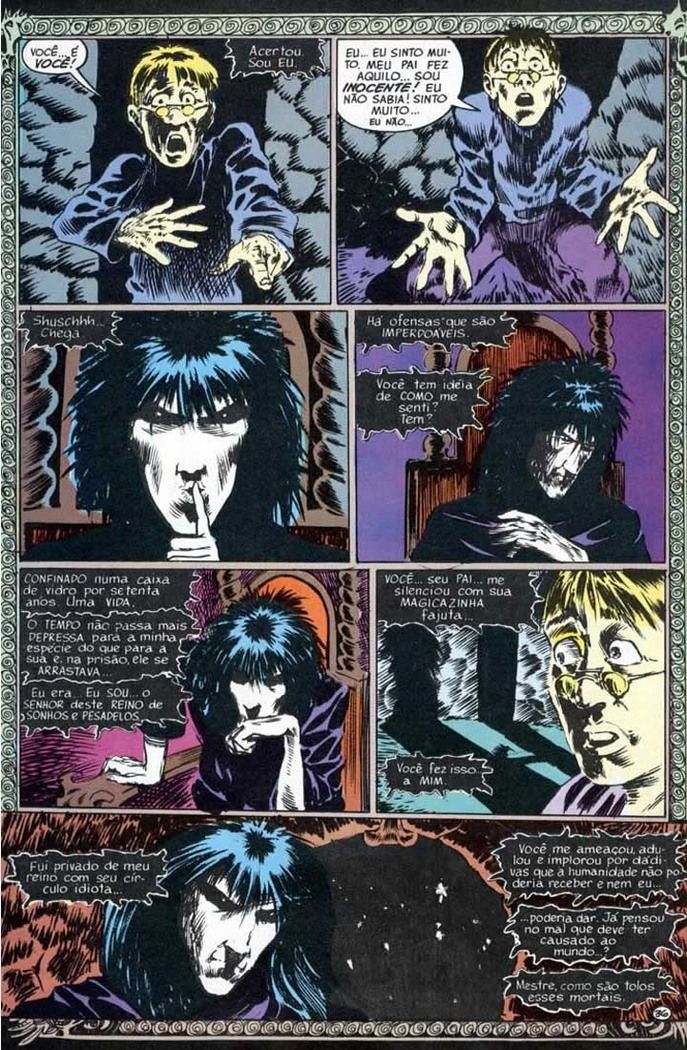 VOCÊ... É
VOCÊ!
Acertou.
Sou Eu.
EU... EU SINTO MUI-
TO. MEU PAI FEZ
AQUILO... SOU
INOCENTE! EU
NÃO SABIA! SINTO
MUITO...
EU NÃO...
Shuschhh...
Chega.
Há ofensas que são
IMPERDOÁVEIS.
Você tem ideia
de COMO me
senti?
Tem?
CONFINADO numa caixa
de vidro por setenta
anos. Uma VIDA.
O TEMPO não passa mais
DEPRESSA para a minha
espécie do que para a
sua e, na prisão, ele se
ARRASTAVA...
Eu era... Eu SOU... o
SENHOR deste REINO de
SONHOS e PESADELOS.
VOCÊ... seu PAI... me
silenciou com sua
MAGICAZINHA
fajuta...
Você fez isso
a MIM.
Fui privado de meu
reino com seu cír-
culo idiota...
Você me ameaçou, adu-
lou e implorou por dádi-
vas que a humanidade não po-
deria receber e nem eu...
...poderia dar. Já pensou
no mal que deve ter
causado ao
mundo...?
Mestre, como são tolos
esses mortais.
36